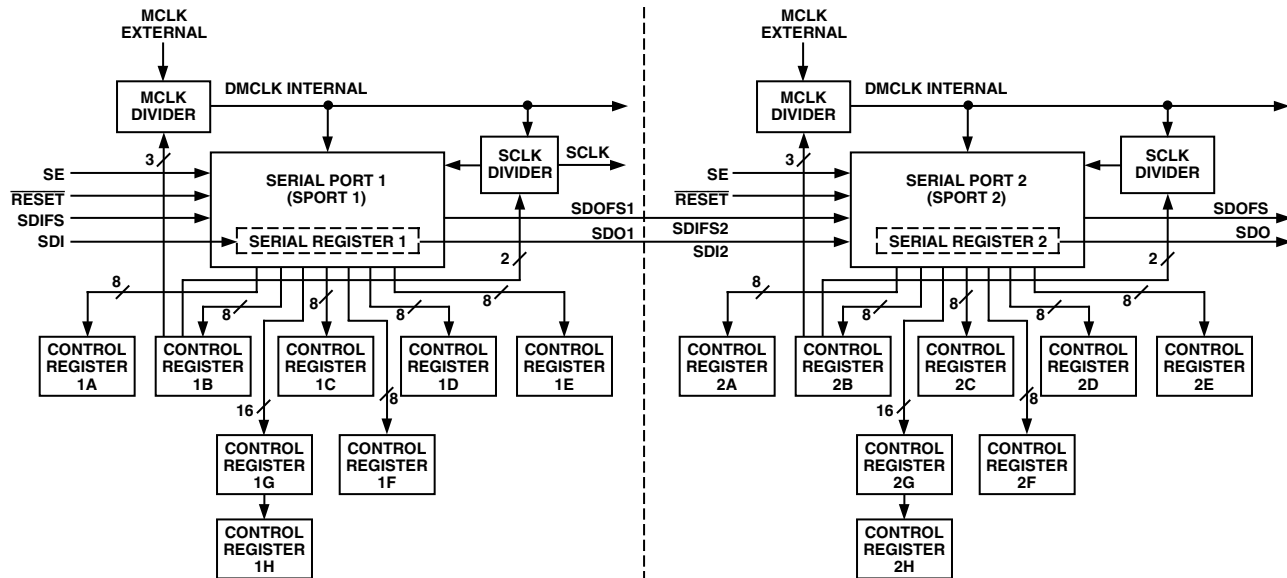 MCLK
EXTERNAL
MCLK
DIVIDER
DMCLK INTERNAL
3
SCLK
DIVIDER
SCLK
SE
RESET
SDIFS
SDI
SERIAL PORT 1
(SPORT 1)
SERIAL REGISTER 1
SDOFS1
SDO1
SDIFS2
SDI2
2
8
8
8
8
8
CONTROL
REGISTER
1A
CONTROL
REGISTER
1B
CONTROL
REGISTER
1C
CONTROL
REGISTER
1D
CONTROL
REGISTER
1E
16
8
CONTROL
REGISTER
1G
CONTROL
REGISTER
1F
CONTROL
REGISTER
1H
MCLK
EXTERNAL
MCLK
DIVIDER
DMCLK INTERNAL
3
SCLK
DIVIDER
SE
RESET
SERIAL PORT 2
(SPORT 2)
SERIAL REGISTER 2
SDOFS
SDO
2
8
8
8
8
8
CONTROL
REGISTER
2A
CONTROL
REGISTER
2B
CONTROL
REGISTER
2C
CONTROL
REGISTER
2D
CONTROL
REGISTER
2E
16
8
CONTROL
REGISTER
2G
CONTROL
REGISTER
2F
CONTROL
REGISTER
2H